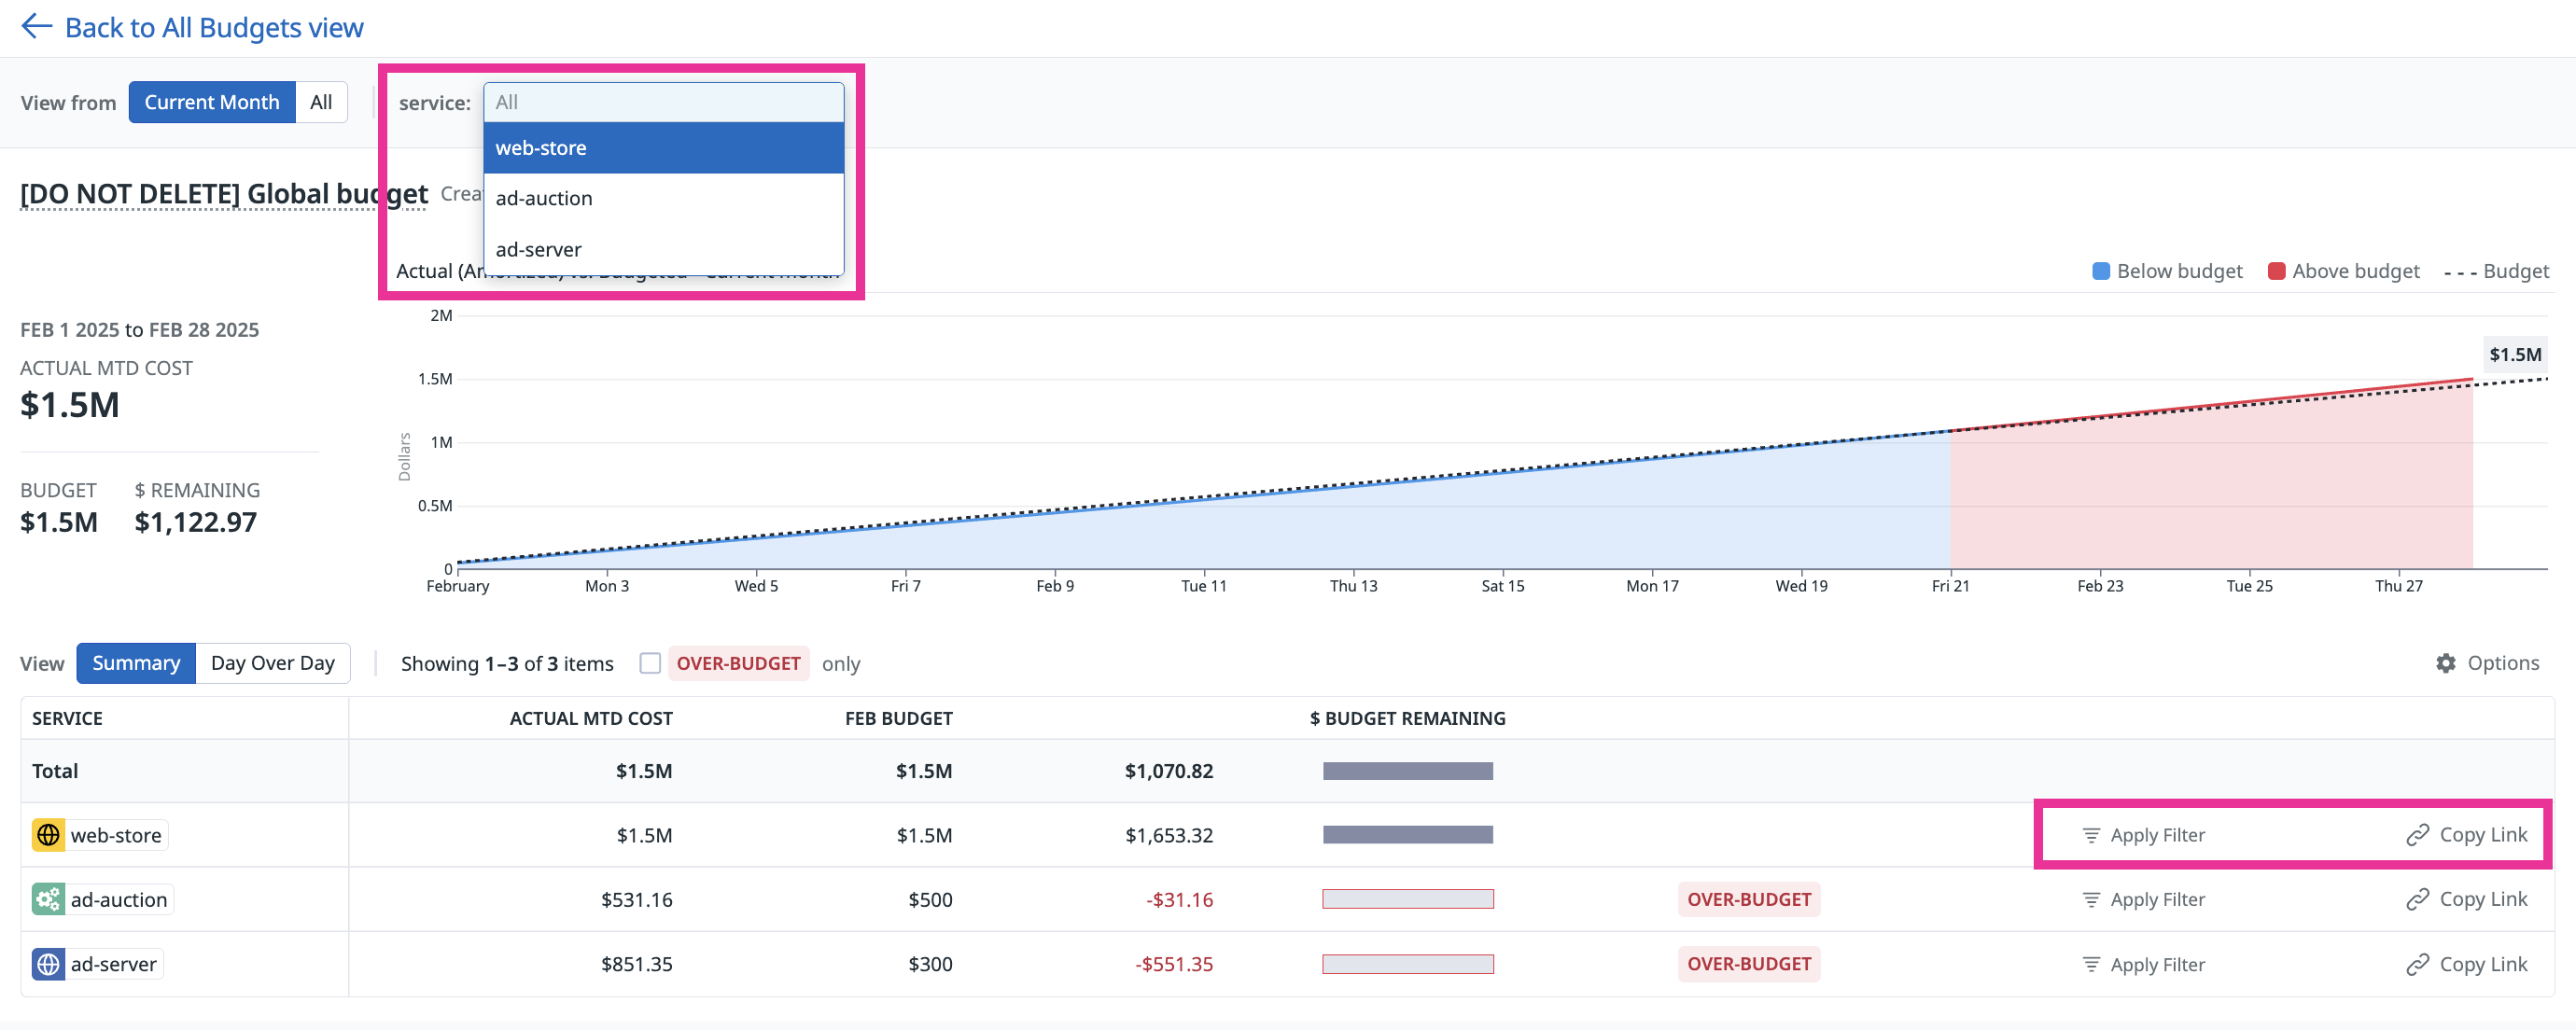 Back to All Budgets view
View from Current Month All service: All
web-store
ad-auction
ad-server
[DO NOT DELETE] Global budget
Actual Current month
Below budget Above budget Budget
FEB 1 2025 to FEB 28 2025
ACTUAL MTD COST
$1.5M
BUDGET $ REMAINING
$1.5M $1,122.97
Dollars
2M
1.5M
1M
0.5M
0
$1.5M
February Mon 3 Wed 5 Fri 7 Feb 9 Tue 11 Thu 13 Sat 15 Mon 17 Wed 19 Fri 21 Feb 23 Tue 25 Thu 27
View Summary Day Over Day Showing 1–3 of 3 items OVER-BUDGET only Options
SERVICE ACTUAL MTD COST FEB BUDGET $ BUDGET REMAINING
Total $1.5M $1.5M $1,070.82
web-store $1.5M $1.5M $1,653.32 Apply Filter Copy Link
ad-auction $531.16 $500 -$31.16 OVER-BUDGET Apply Filter Copy Link
ad-server $851.35 $300 -$551.35 OVER-BUDGET Apply Filter Copy Link